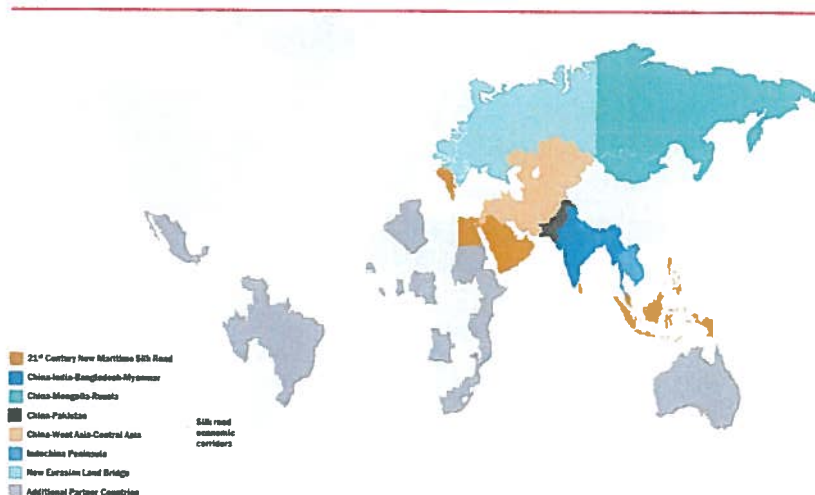 21st Century New Maritime Silk Road
China-India-Bangladesh-Myanmar
China-Mongolia-Russia
China-Pakistan
China-West Asia-Central Asia
Indochina Peninsula
New Eurasian Land Bridge
Additional Partner Countries
Silk road
economic
corridors